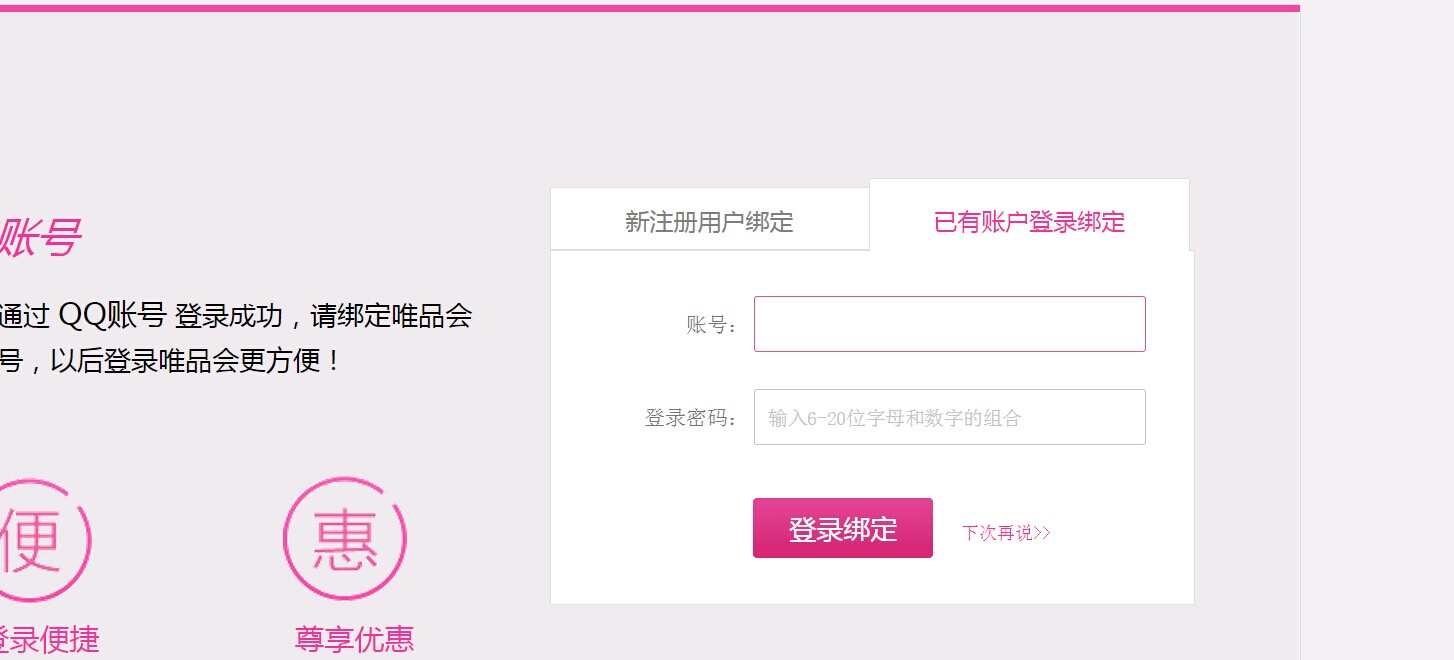 账号
通过 QQ账号 登录成功，请绑定唯品会
号，以后登录唯品会更方便！
便
惠
登录便捷
尊享优惠
新注册用户绑定
已有账户登录绑定
账号：
登录密码：
输入6-20位字母和数字的组合
登录绑定
下次再说>>